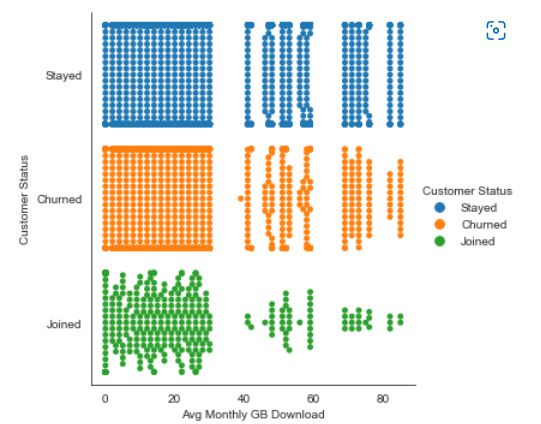 Customer Status
Stayed
Churned
Joined
Customer Status
Stayed
Churned
Joined
0
20
40
60
80
Avg Monthly GB Download